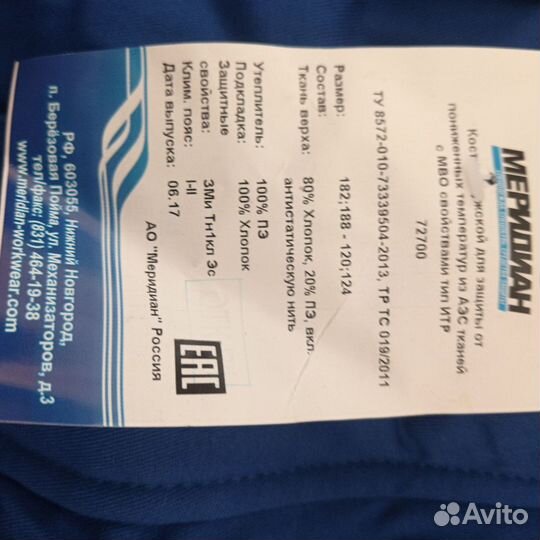 МЕРИДИАН
Кост жской для защиты от
пониженных температур из АЭС тканей
с МВО свойствами тип ИТР
72700
ТУ 8572-010-73339504-2013, ТР ТС 019/2011
Размер: 182;188 - 120;124
Состав:
Ткань верха: 80% Хлопок, 20% ПЭ, вкл.
антистатическую нить
Утеплитель: 100% ПЭ
Подкладка: 100% Хлопок
Защитные
свойства: ЗМи Тн1кл Эс
Клим. пояс: I-II
Дата выпуска: 06.17
АО "Меридиан" Россия
ЕАС
РФ, 603055, Нижний Новгород,
п. Берёзовая Пойма, ул. Механизаторов, д.3
тел/факс: (831) 464-19-38
www.meridian-workwear.com
Avito